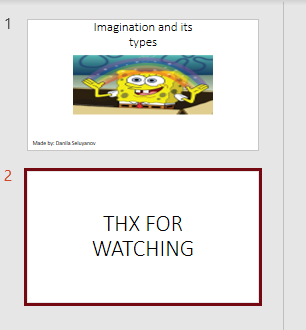 1
Imagination and its
types
Made by: Danila Seluyanov
2
THX FOR
WATCHING